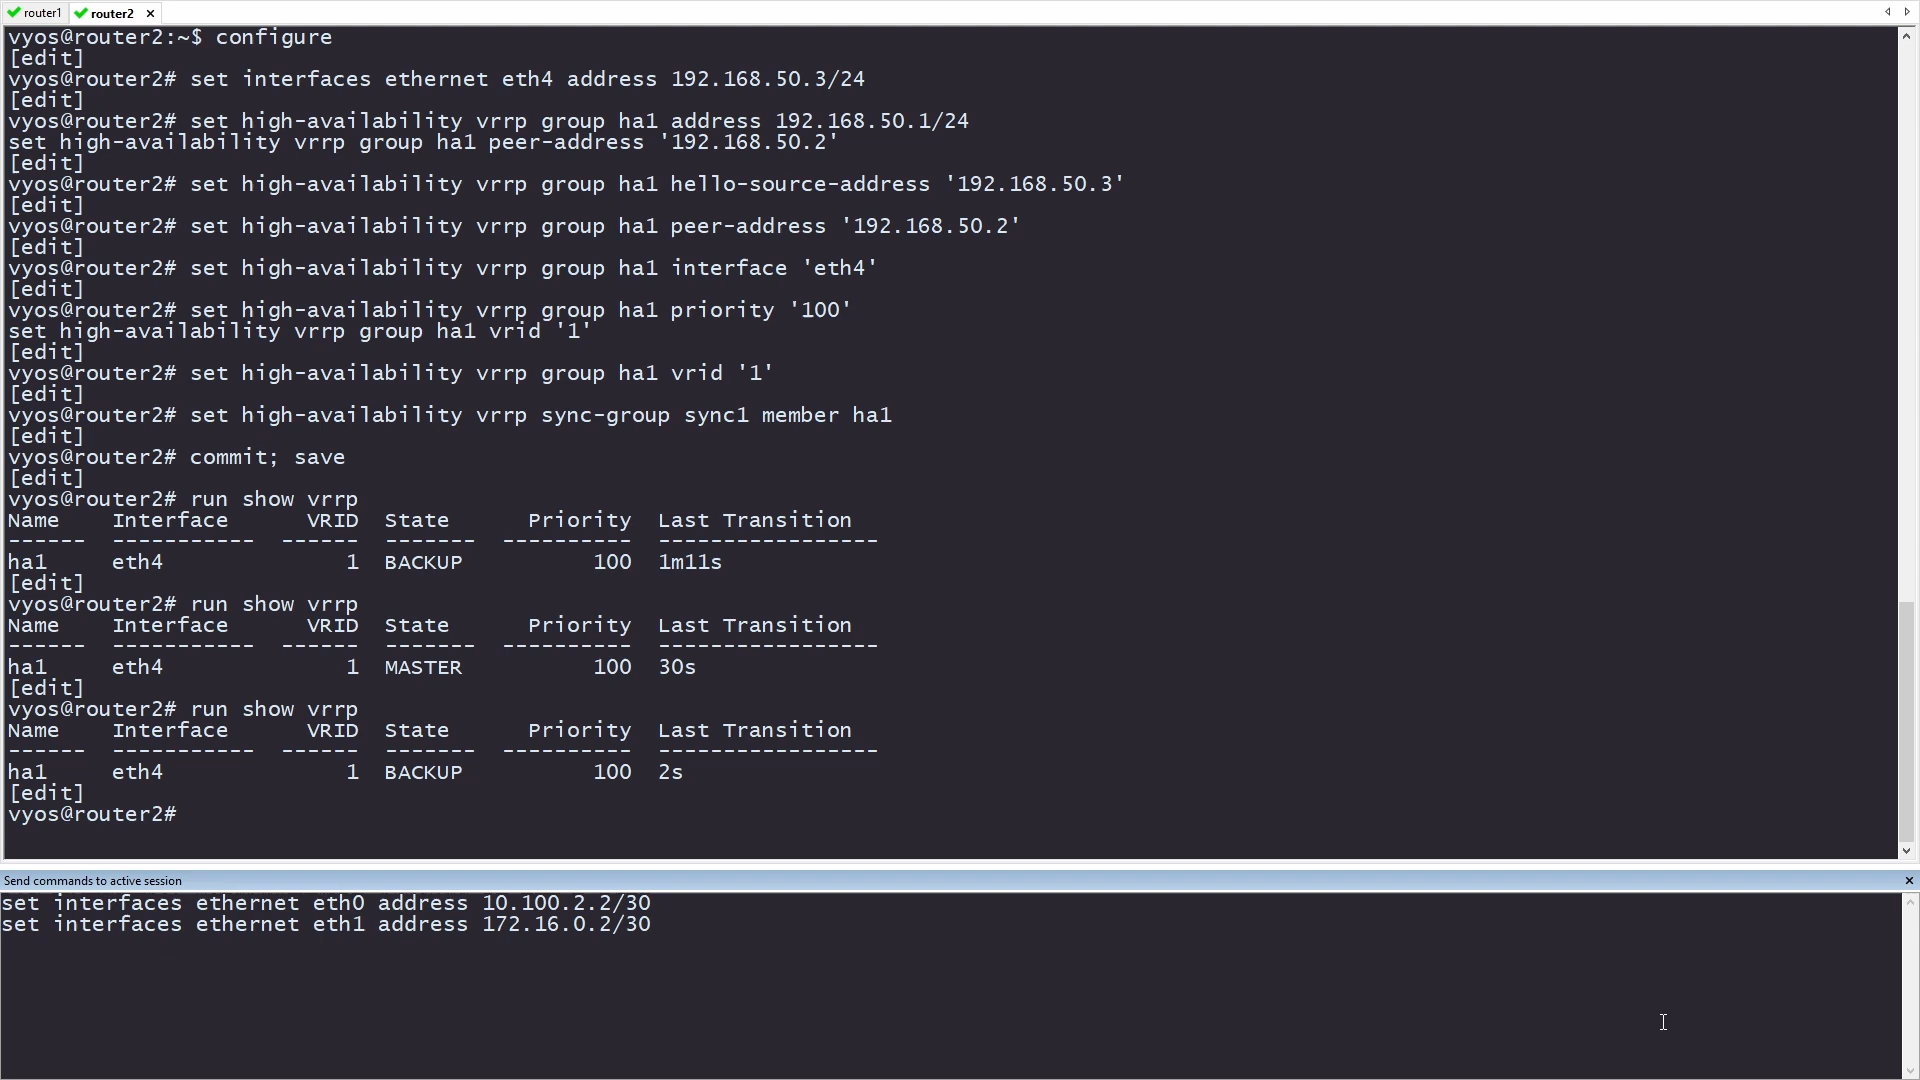 router1 router2
vyos@router2:~$ configure
[edit]
vyos@router2# set interfaces ethernet eth4 address 192.168.50.3/24
[edit]
vyos@router2# set high-availability vrrp group ha1 address 192.168.50.1/24
set high-availability vrrp group ha1 peer-address '192.168.50.2'
[edit]
vyos@router2# set high-availability vrrp group ha1 hello-source-address '192.168.50.3'
[edit]
vyos@router2# set high-availability vrrp group ha1 peer-address '192.168.50.2'
[edit]
vyos@router2# set high-availability vrrp group ha1 interface 'eth4'
[edit]
vyos@router2# set high-availability vrrp group ha1 priority '100'
set high-availability vrrp group ha1 vrid '1'
[edit]
vyos@router2# set high-availability vrrp group ha1 vrid '1'
[edit]
vyos@router2# set high-availability vrrp sync-group sync1 member ha1
[edit]
vyos@router2# commit; save
[edit]
vyos@router2# run show vrrp
Name    Interface      VRID  State      Priority  Last Transition
------  -----------  ------  -------  ----------  -----------------
ha1     eth4              1  BACKUP          100  1m11s
[edit]
vyos@router2# run show vrrp
Name    Interface      VRID  State      Priority  Last Transition
------  -----------  ------  -------  ----------  -----------------
ha1     eth4              1  MASTER          100  30s
[edit]
vyos@router2# run show vrrp
Name    Interface      VRID  State      Priority  Last Transition
------  -----------  ------  -------  ----------  -----------------
ha1     eth4              1  BACKUP          100  2s
[edit]
vyos@router2#
Send commands to active session
set interfaces ethernet eth0 address 10.100.2.2/30
set interfaces ethernet eth1 address 172.16.0.2/30